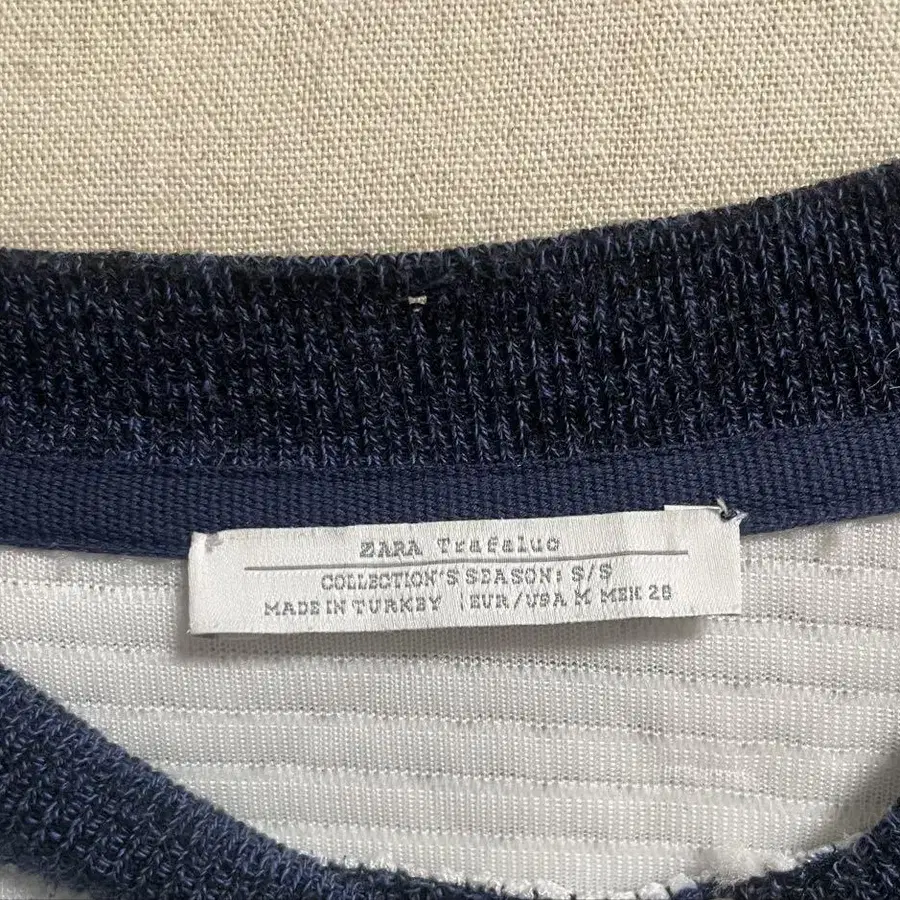 ZARA Trafaluc
COLLECTION'S SEASON: S/S
MADE IN TURKEY | EUR/USA M MEX 28